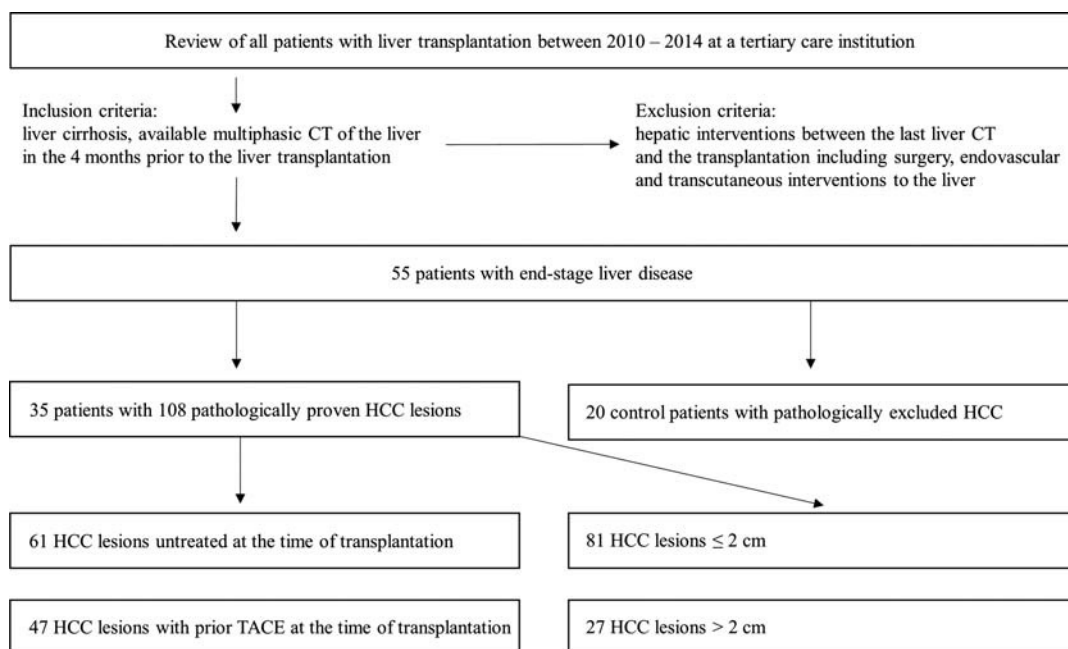 Review of all patients with liver transplantation between 2010 – 2014 at a tertiary care institution
Inclusion criteria:
liver cirrhosis, available multiphasic CT of the liver
in the 4 months prior to the liver transplantation
Exclusion criteria:
hepatic interventions between the last liver CT
and the transplantation including surgery, endovascular
and transcutaneous interventions to the liver
55 patients with end-stage liver disease
35 patients with 108 pathologically proven HCC lesions
20 control patients with pathologically excluded HCC
61 HCC lesions untreated at the time of transplantation
81 HCC lesions ≤ 2 cm
47 HCC lesions with prior TACE at the time of transplantation
27 HCC lesions > 2 cm